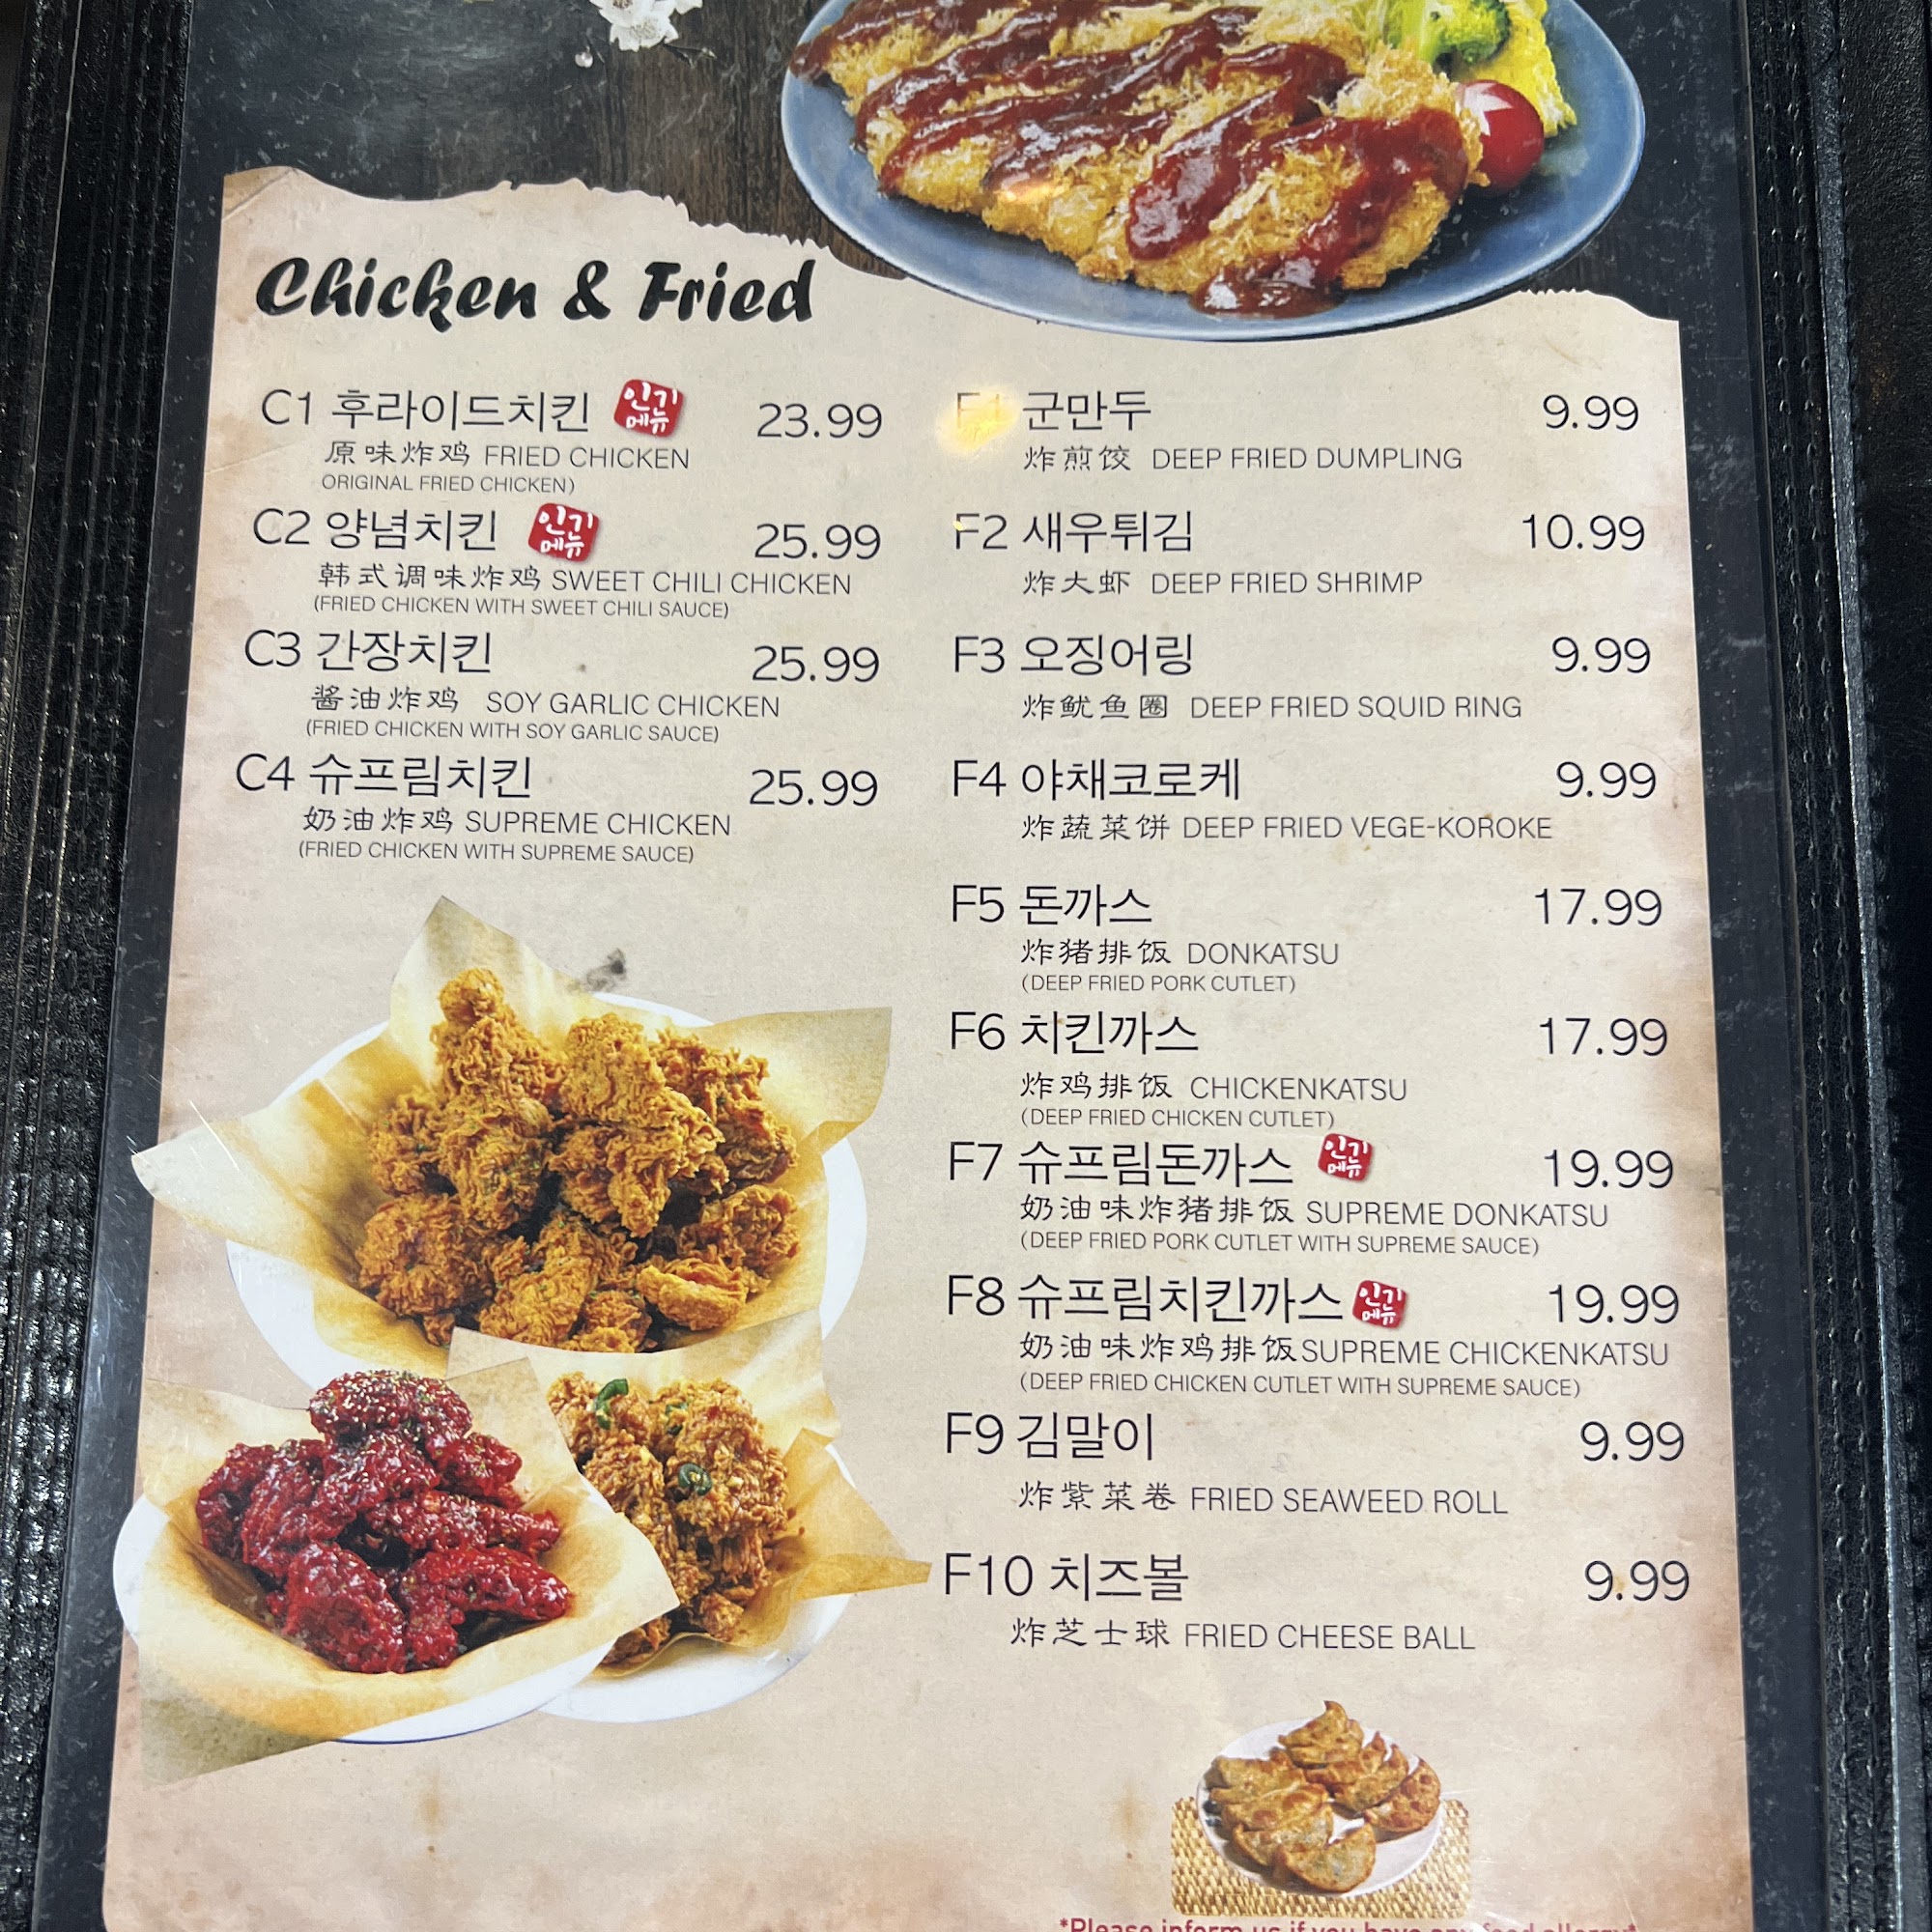 Chicken & Fried
C1 후라이드치킨 인기메뉴 23.99
原味炸鸡 FRIED CHICKEN
ORIGINAL FRIED CHICKEN)
C2 양념치킨 인기메뉴 25.99
韩式调味炸鸡 SWEET CHILI CHICKEN
(FRIED CHICKEN WITH SWEET CHILI SAUCE)
C3 간장치킨 25.99
酱油炸鸡 SOY GARLIC CHICKEN
(FRIED CHICKEN WITH SOY GARLIC SAUCE)
C4 슈프림치킨 25.99
奶油炸鸡 SUPREME CHICKEN
(FRIED CHICKEN WITH SUPREME SAUCE)
F1 군만두 9.99
炸煎饺 DEEP FRIED DUMPLING
F2 새우튀김 10.99
炸大虾 DEEP FRIED SHRIMP
F3 오징어링 9.99
炸鱿鱼圈 DEEP FRIED SQUID RING
F4 야채코로케 9.99
炸蔬菜饼 DEEP FRIED VEGE-KOROKE
F5 돈까스 17.99
炸猪排饭 DONKATSU
(DEEP FRIED PORK CUTLET)
F6 치킨까스 17.99
炸鸡排饭 CHICKENKATSU
(DEEP FRIED CHICKEN CUTLET)
F7 슈프림돈까스 인기메뉴 19.99
奶油味炸猪排饭 SUPREME DONKATSU
(DEEP FRIED PORK CUTLET WITH SUPREME SAUCE)
F8 슈프림치킨까스 인기메뉴 19.99
奶油味炸鸡排饭 SUPREME CHICKENKATSU
(DEEP FRIED CHICKEN CUTLET WITH SUPREME SAUCE)
F9 김말이 9.99
炸紫菜卷 FRIED SEAWEED ROLL
F10 치즈볼 9.99
炸芝士球 FRIED CHEESE BALL
*Please inform us if you have any food allergy*